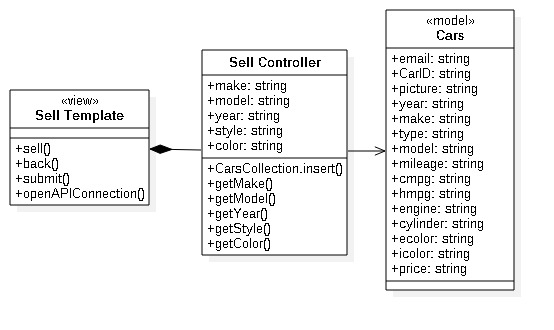 «view»
Sell Template
+sell()
+back()
+submit()
+openAPIConnection()
Sell Controller
+make: string
+model: string
+year: string
+style: string
+color: string
+CarsCollection.insert()
+getMake()
+getModel()
+getYear()
+getStyle()
+getColor()
«model»
Cars
+email: string
+CarID: string
+picture: string
+year: string
+make: string
+type: string
+model: string
+mileage: string
+cmpg: string
+hmpg: string
+engine: string
+cylinder: string
+ecolor: string
+icolor: string
+price: string